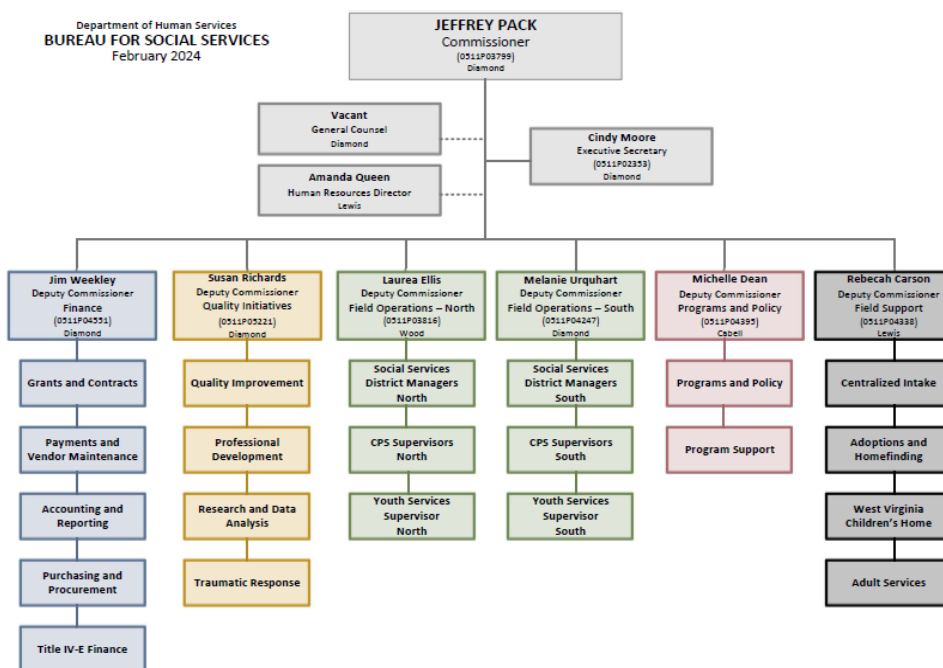 Department of Human Services
BUREAU FOR SOCIAL SERVICES
February 2024
JEFFREY PACK
Commissioner
(0511P03799)
Diamond
Vacant
General Counsel
Diamond
Cindy Moore
Executive Secretary
(0511P02353)
Diamond
Amanda Queen
Human Resources Director
Lewis
Jim Weekley
Deputy Commissioner
Finance
(0511P04551)
Diamond
Grants and Contracts
Payments and
Vendor Maintenance
Accounting and
Reporting
Purchasing and
Procurement
Title IV-E Finance
Susan Richards
Deputy Commissioner
Quality Initiatives
(0511P05221)
Diamond
Quality Improvement
Professional
Development
Research and Data
Analysis
Traumatic Response
Laurea Ellis
Deputy Commissioner
Field Operations – North
(0511P03816)
Wood
Social Services
District Managers
North
CPS Supervisors
North
Youth Services
Supervisor
North
Melanie Urquhart
Deputy Commissioner
Field Operations – South
(0511P04247)
Diamond
Social Services
District Managers
South
CPS Supervisors
South
Youth Services
Supervisor
South
Michelle Dean
Deputy Commissioner
Programs and Policy
(0511P04395)
Cabell
Programs and Policy
Program Support
Rebecah Carson
Deputy Commissioner
Field Support
(0511P04338)
Lewis
Centralized Intake
Adoptions and
Homefinding
West Virginia
Children's Home
Adult Services